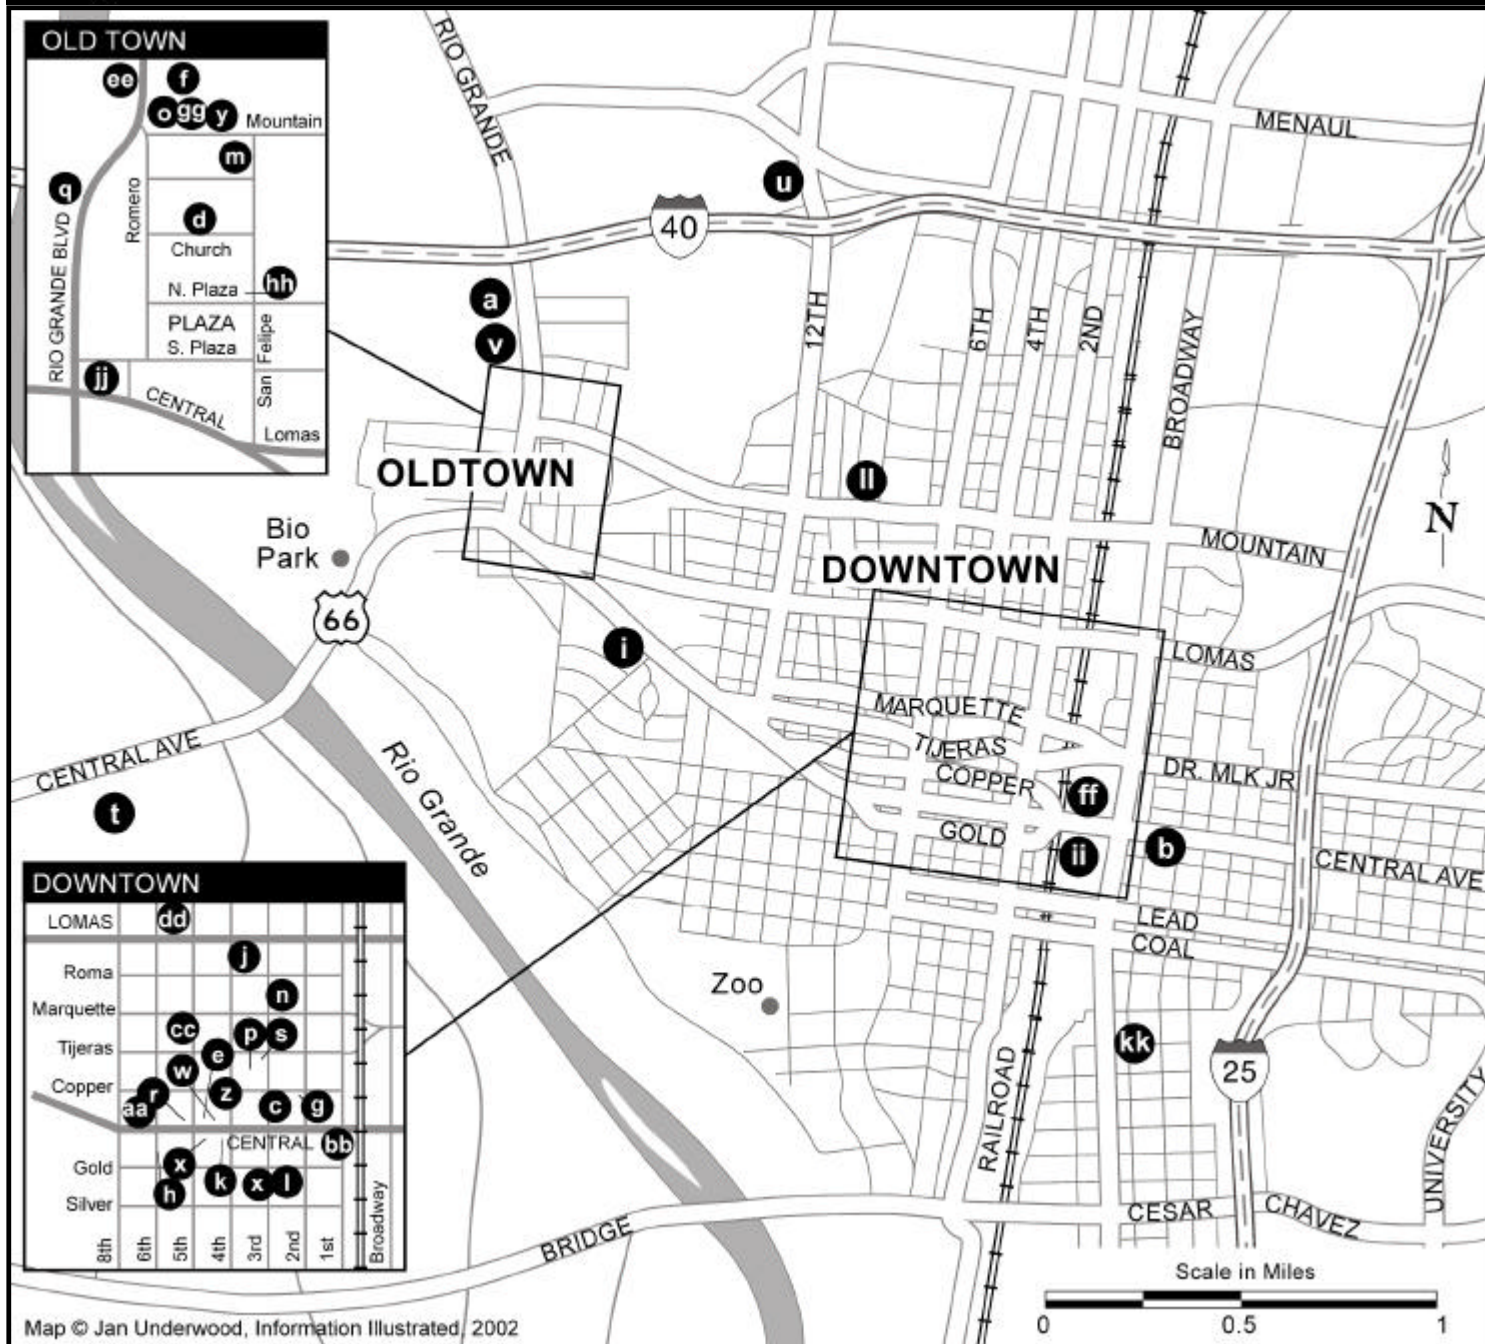 OLD TOWN
ee
f
o
gg
y
Mountain
m
q
Romero
d
Church
RIO GRANDE BLVD
N. Plaza
hh
PLAZA
S. Plaza
San Felipe
jj
CENTRAL
Lomas
RIO GRANDE
MENAUL
u
40
a
v
12TH
6TH
4TH
2ND
BROADWAY
OLDTOWN
ll
N
Bio
Park
MOUNTAIN
DOWNTOWN
66
i
LOMAS
MARQUETTE
TIJERAS
COPPER
DR. MLK JR
CENTRAL AVE
Rio Grande
ff
GOLD
ii
b
t
CENTRAL AVE
LEAD
COAL
Zoo
kk
25
RAILROAD
UNIVERSITY
CESAR CHAVEZ
BRIDGE
DOWNTOWN
LOMAS
dd
j
Roma
n
Marquette
cc
p
s
Tijeras
e
w
Copper
r
z
aa
c
g
CENTRAL
bb
Gold
x
k
x
l
h
Silver
8th
6th
5th
4th
3rd
2nd
1st
Broadway
Scale in Miles
0 0.5 1
Map © Jan Underwood, Information Illustrated, 2002